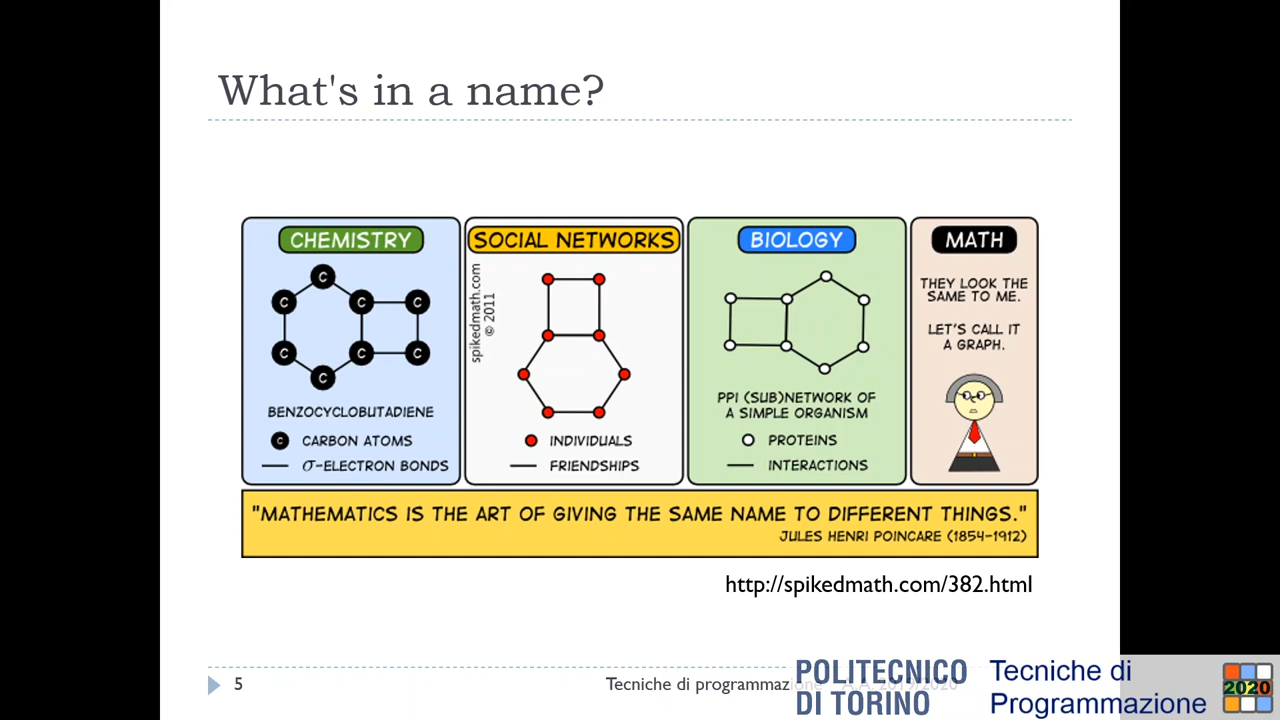 What's in a name?
CHEMISTRY
C
C
C
C
C
C
C
C
BENZOCYCLOBUTADIENE
C CARBON ATOMS
σ-ELECTRON BONDS
SOCIAL NETWORKS
spikedmath.com
© 2011
INDIVIDUALS
FRIENDSHIPS
BIOLOGY
PPI (SUB)NETWORK OF
A SIMPLE ORGANISM
PROTEINS
INTERACTIONS
MATH
THEY LOOK THE
SAME TO ME.
LET'S CALL IT
A GRAPH.
"MATHEMATICS IS THE ART OF GIVING THE SAME NAME TO DIFFERENT THINGS."
JULES HENRI POINCARE (1854-1912)
http://spikedmath.com/382.html
5
Tecniche di programmazione A.A. 2019/2020
POLITECNICO
DI TORINO
Tecniche di
Programmazione
2020